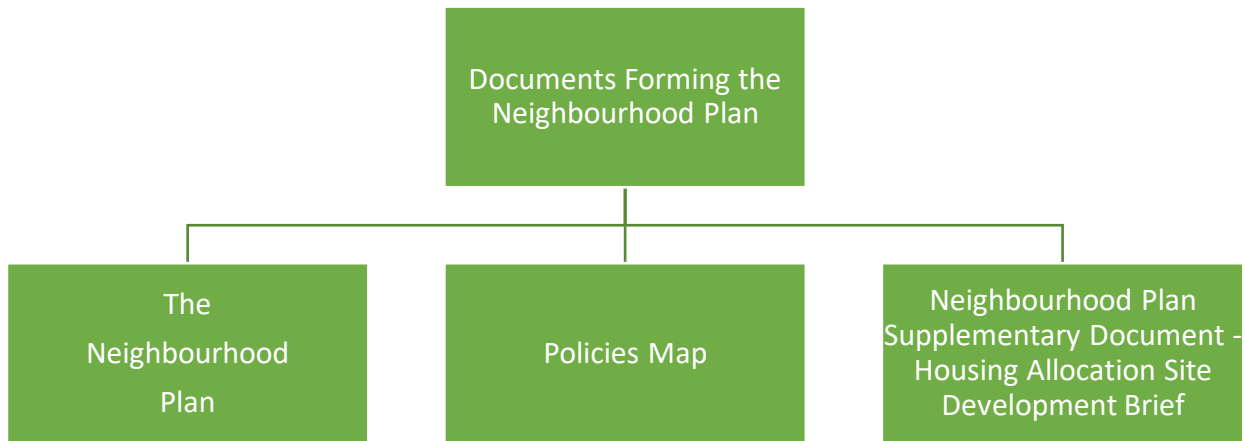 Documents Forming the
Neighbourhood Plan
The
Neighbourhood
Plan
Policies Map
Neighbourhood Plan
Supplementary Document -
Housing Allocation Site
Development Brief